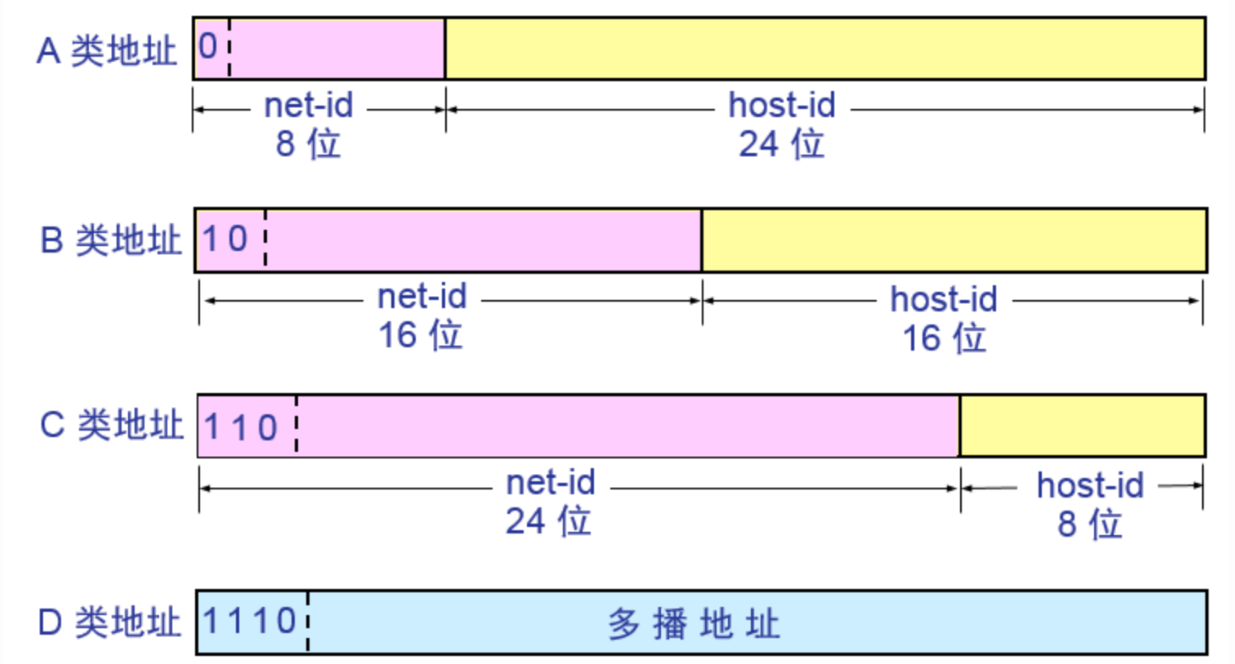 A 类地址 0
net-id host-id
8 位 24 位
B 类地址 1 0
net-id host-id
16 位 16 位
C 类地址 1 1 0
net-id host-id
24 位 8 位
D 类地址 1 1 1 0 多 播 地 址